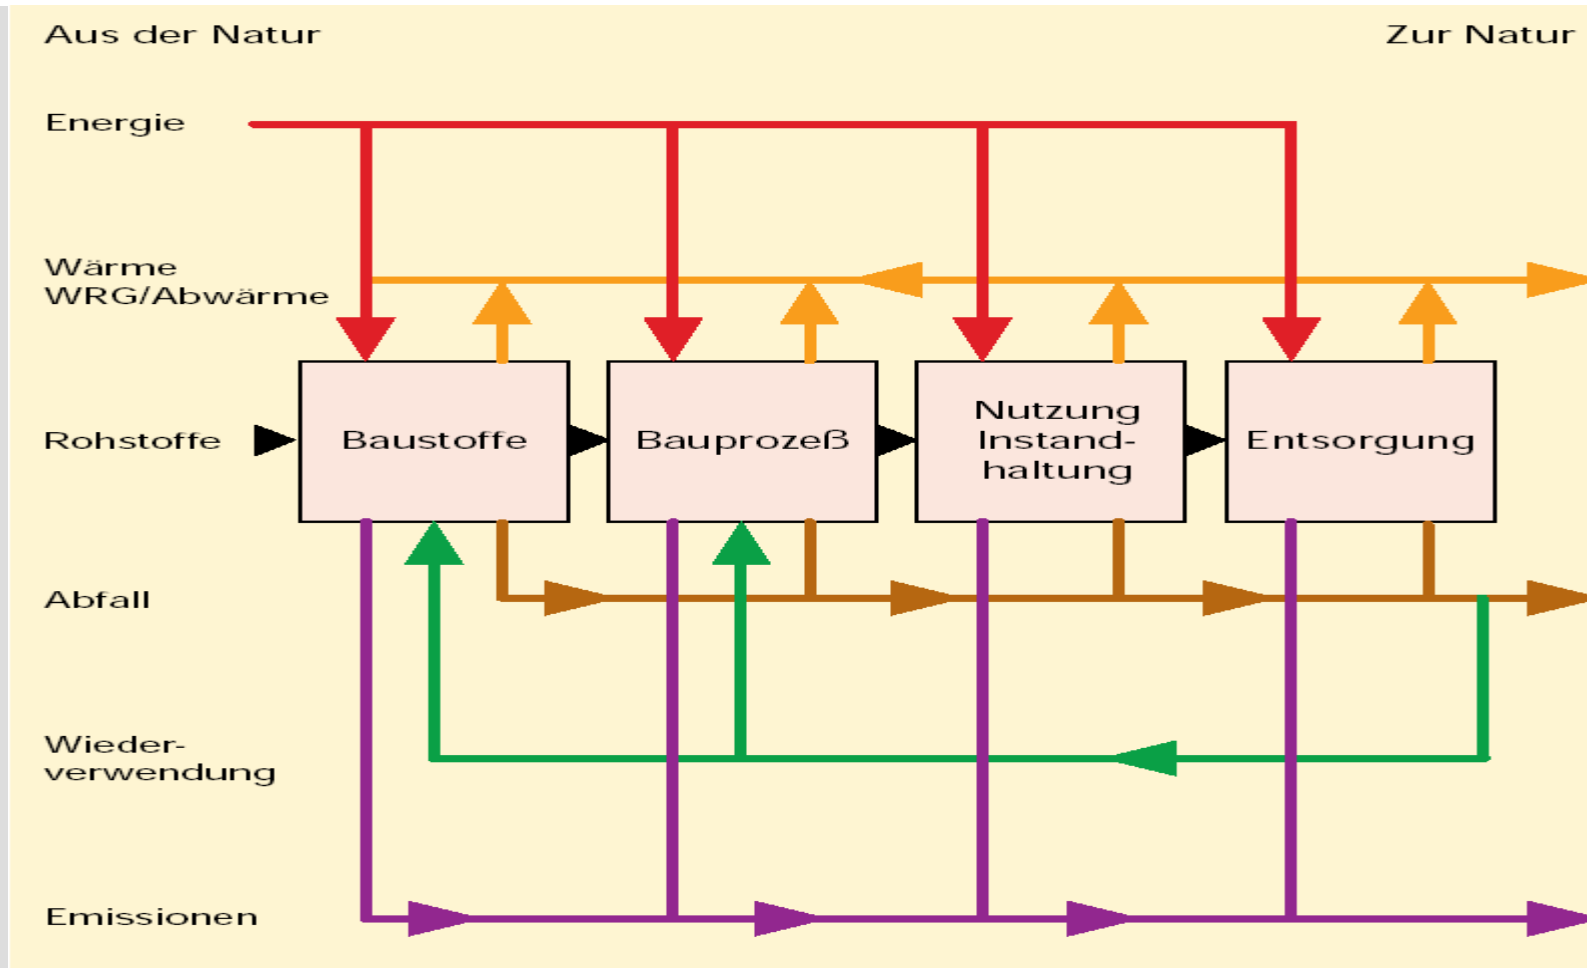 Aus der Natur
Zur Natur
Energie
Wärme
WRG/Abwärme
Rohstoffe
Baustoffe
Bauprozeß
Nutzung
Instand-
haltung
Entsorgung
Abfall
Wieder-
verwendung
Emissionen